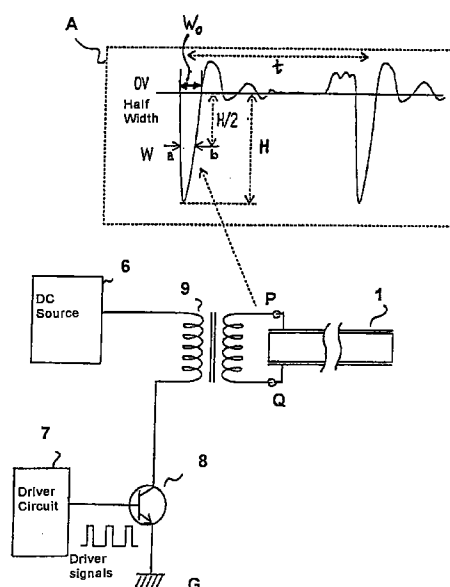 A
W₀
t
0V
Half
Width
H/2
W
a
b
H
6
DC
Source
9
P
1
Q
7
Driver
Circuit
8
Driver
signals
G